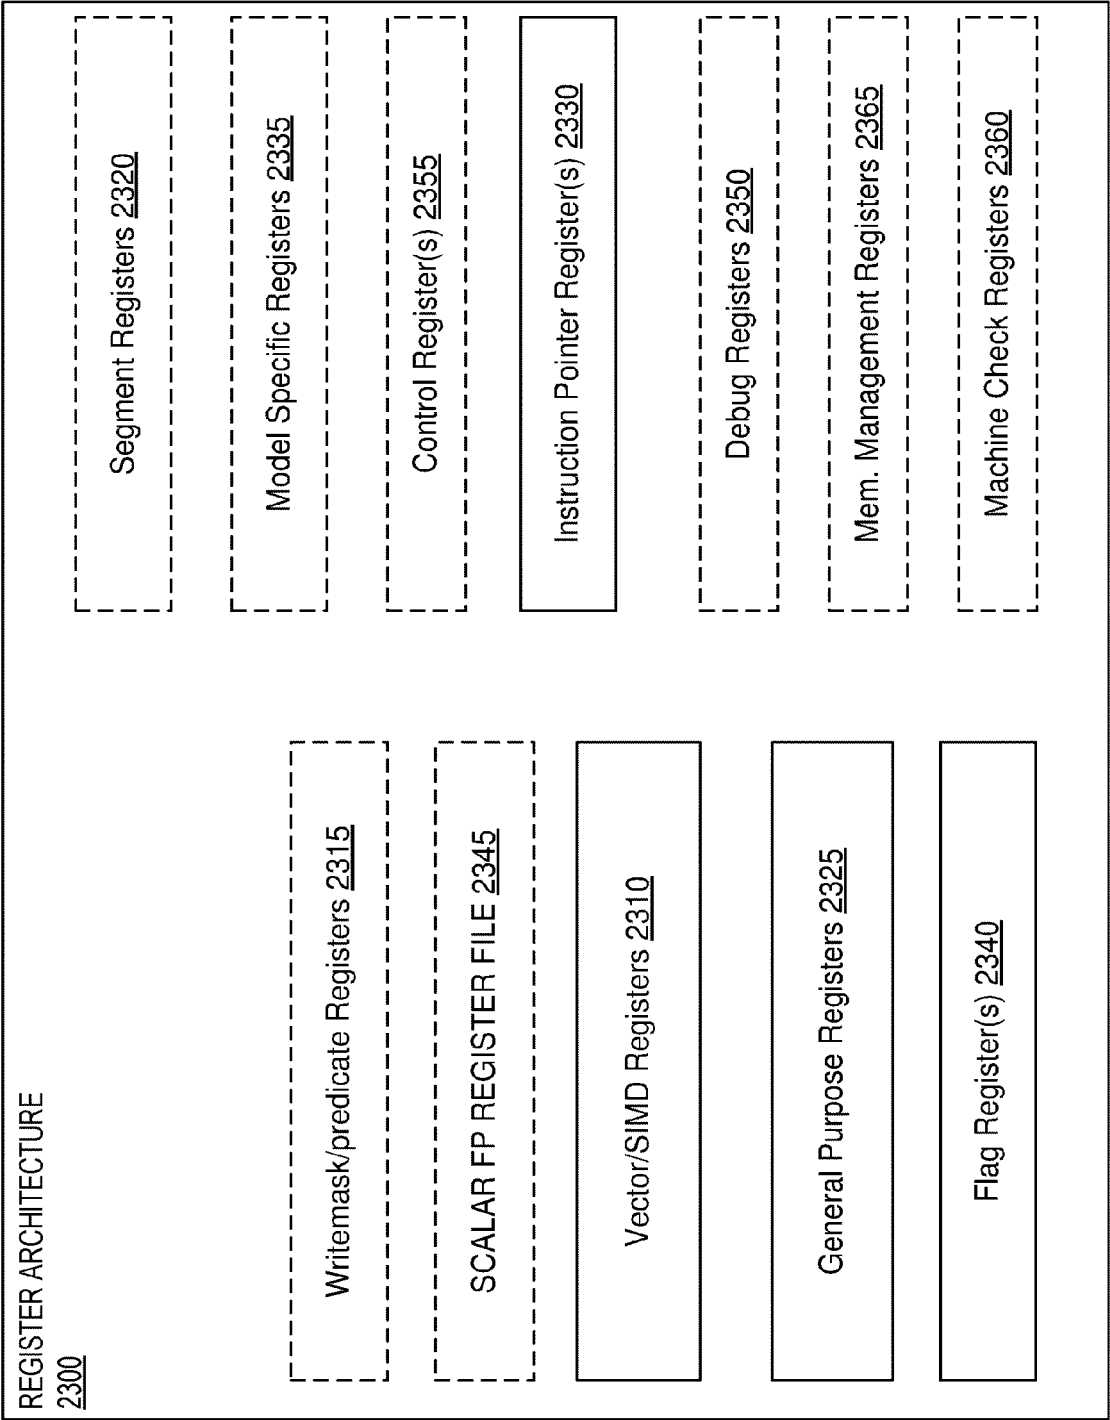 REGISTER ARCHITECTURE
2300
Writemask/predicate Registers 2315
SCALAR FP REGISTER FILE 2345
Vector/SIMD Registers 2310
General Purpose Registers 2325
Flag Register(s) 2340
Segment Registers 2320
Model Specific Registers 2335
Control Register(s) 2355
Instruction Pointer Register(s) 2330
Debug Registers 2350
Mem. Management Registers 2365
Machine Check Registers 2360